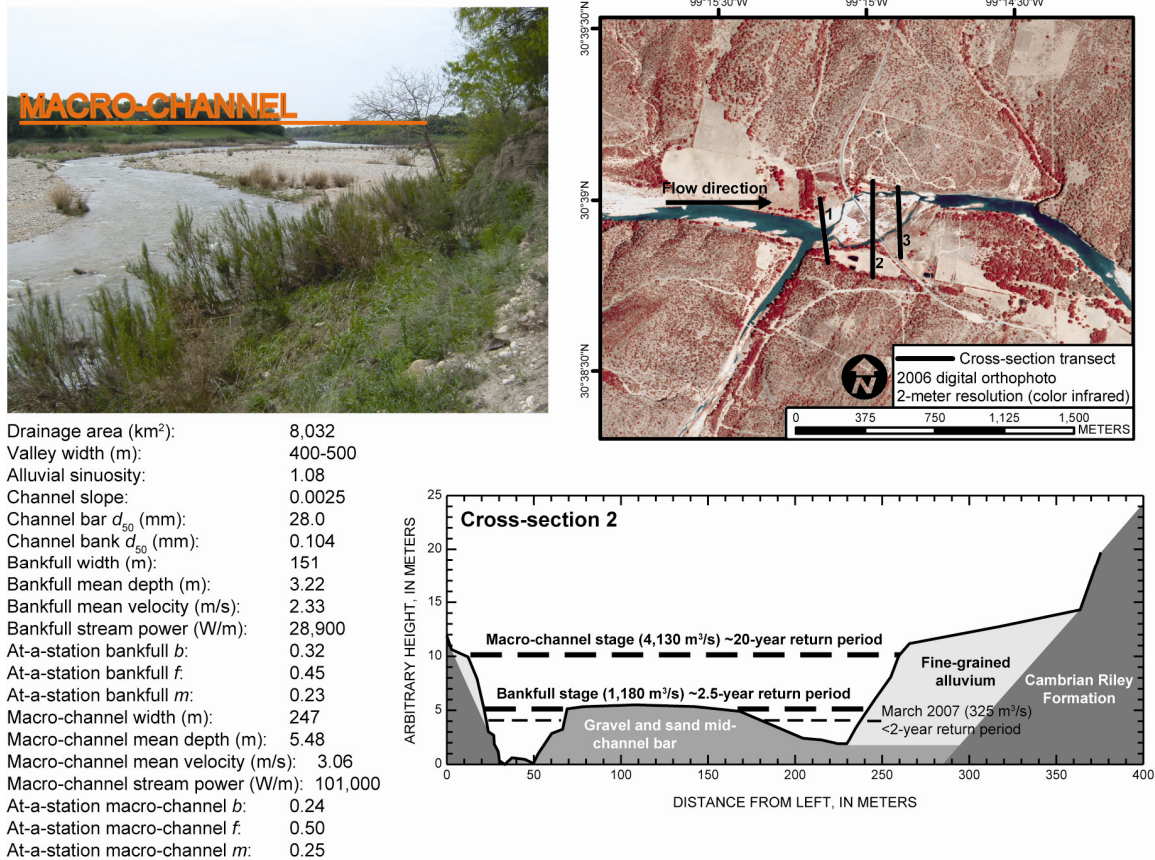 MACRO-CHANNEL
99°15'30"W
99°15'W
99°14'30"W
30°39'30"N
30°39'N
30°38'30"N
Flow direction
1
2
3
N
Cross-section transect
2006 digital orthophoto
2-meter resolution (color infrared)
0 375 750 1,125 1,500
METERS
Drainage area (km²): 8,032
Valley width (m): 400-500
Alluvial sinuosity: 1.08
Channel slope: 0.0025
Channel bar d50 (mm): 28.0
Channel bank d50 (mm): 0.104
Bankfull width (m): 151
Bankfull mean depth (m): 3.22
Bankfull mean velocity (m/s): 2.33
Bankfull stream power (W/m): 28,900
At-a-station bankfull b: 0.32
At-a-station bankfull f: 0.45
At-a-station bankfull m: 0.23
Macro-channel width (m): 247
Macro-channel mean depth (m): 5.48
Macro-channel mean velocity (m/s): 3.06
Macro-channel stream power (W/m): 101,000
At-a-station macro-channel b: 0.24
At-a-station macro-channel f: 0.50
At-a-station macro-channel m: 0.25
Cross-section 2
ARBITRARY HEIGHT, IN METERS
25
20
15
10
5
0
Macro-channel stage (4,130 m³/s) ~20-year return period
Bankfull stage (1,180 m³/s) ~2.5-year return period
Fine-grained
alluvium
Cambrian Riley
Formation
March 2007 (325 m³/s)
<2-year return period
Gravel and sand mid-
channel bar
0 50 100 150 200 250 300 350 400
DISTANCE FROM LEFT, IN METERS